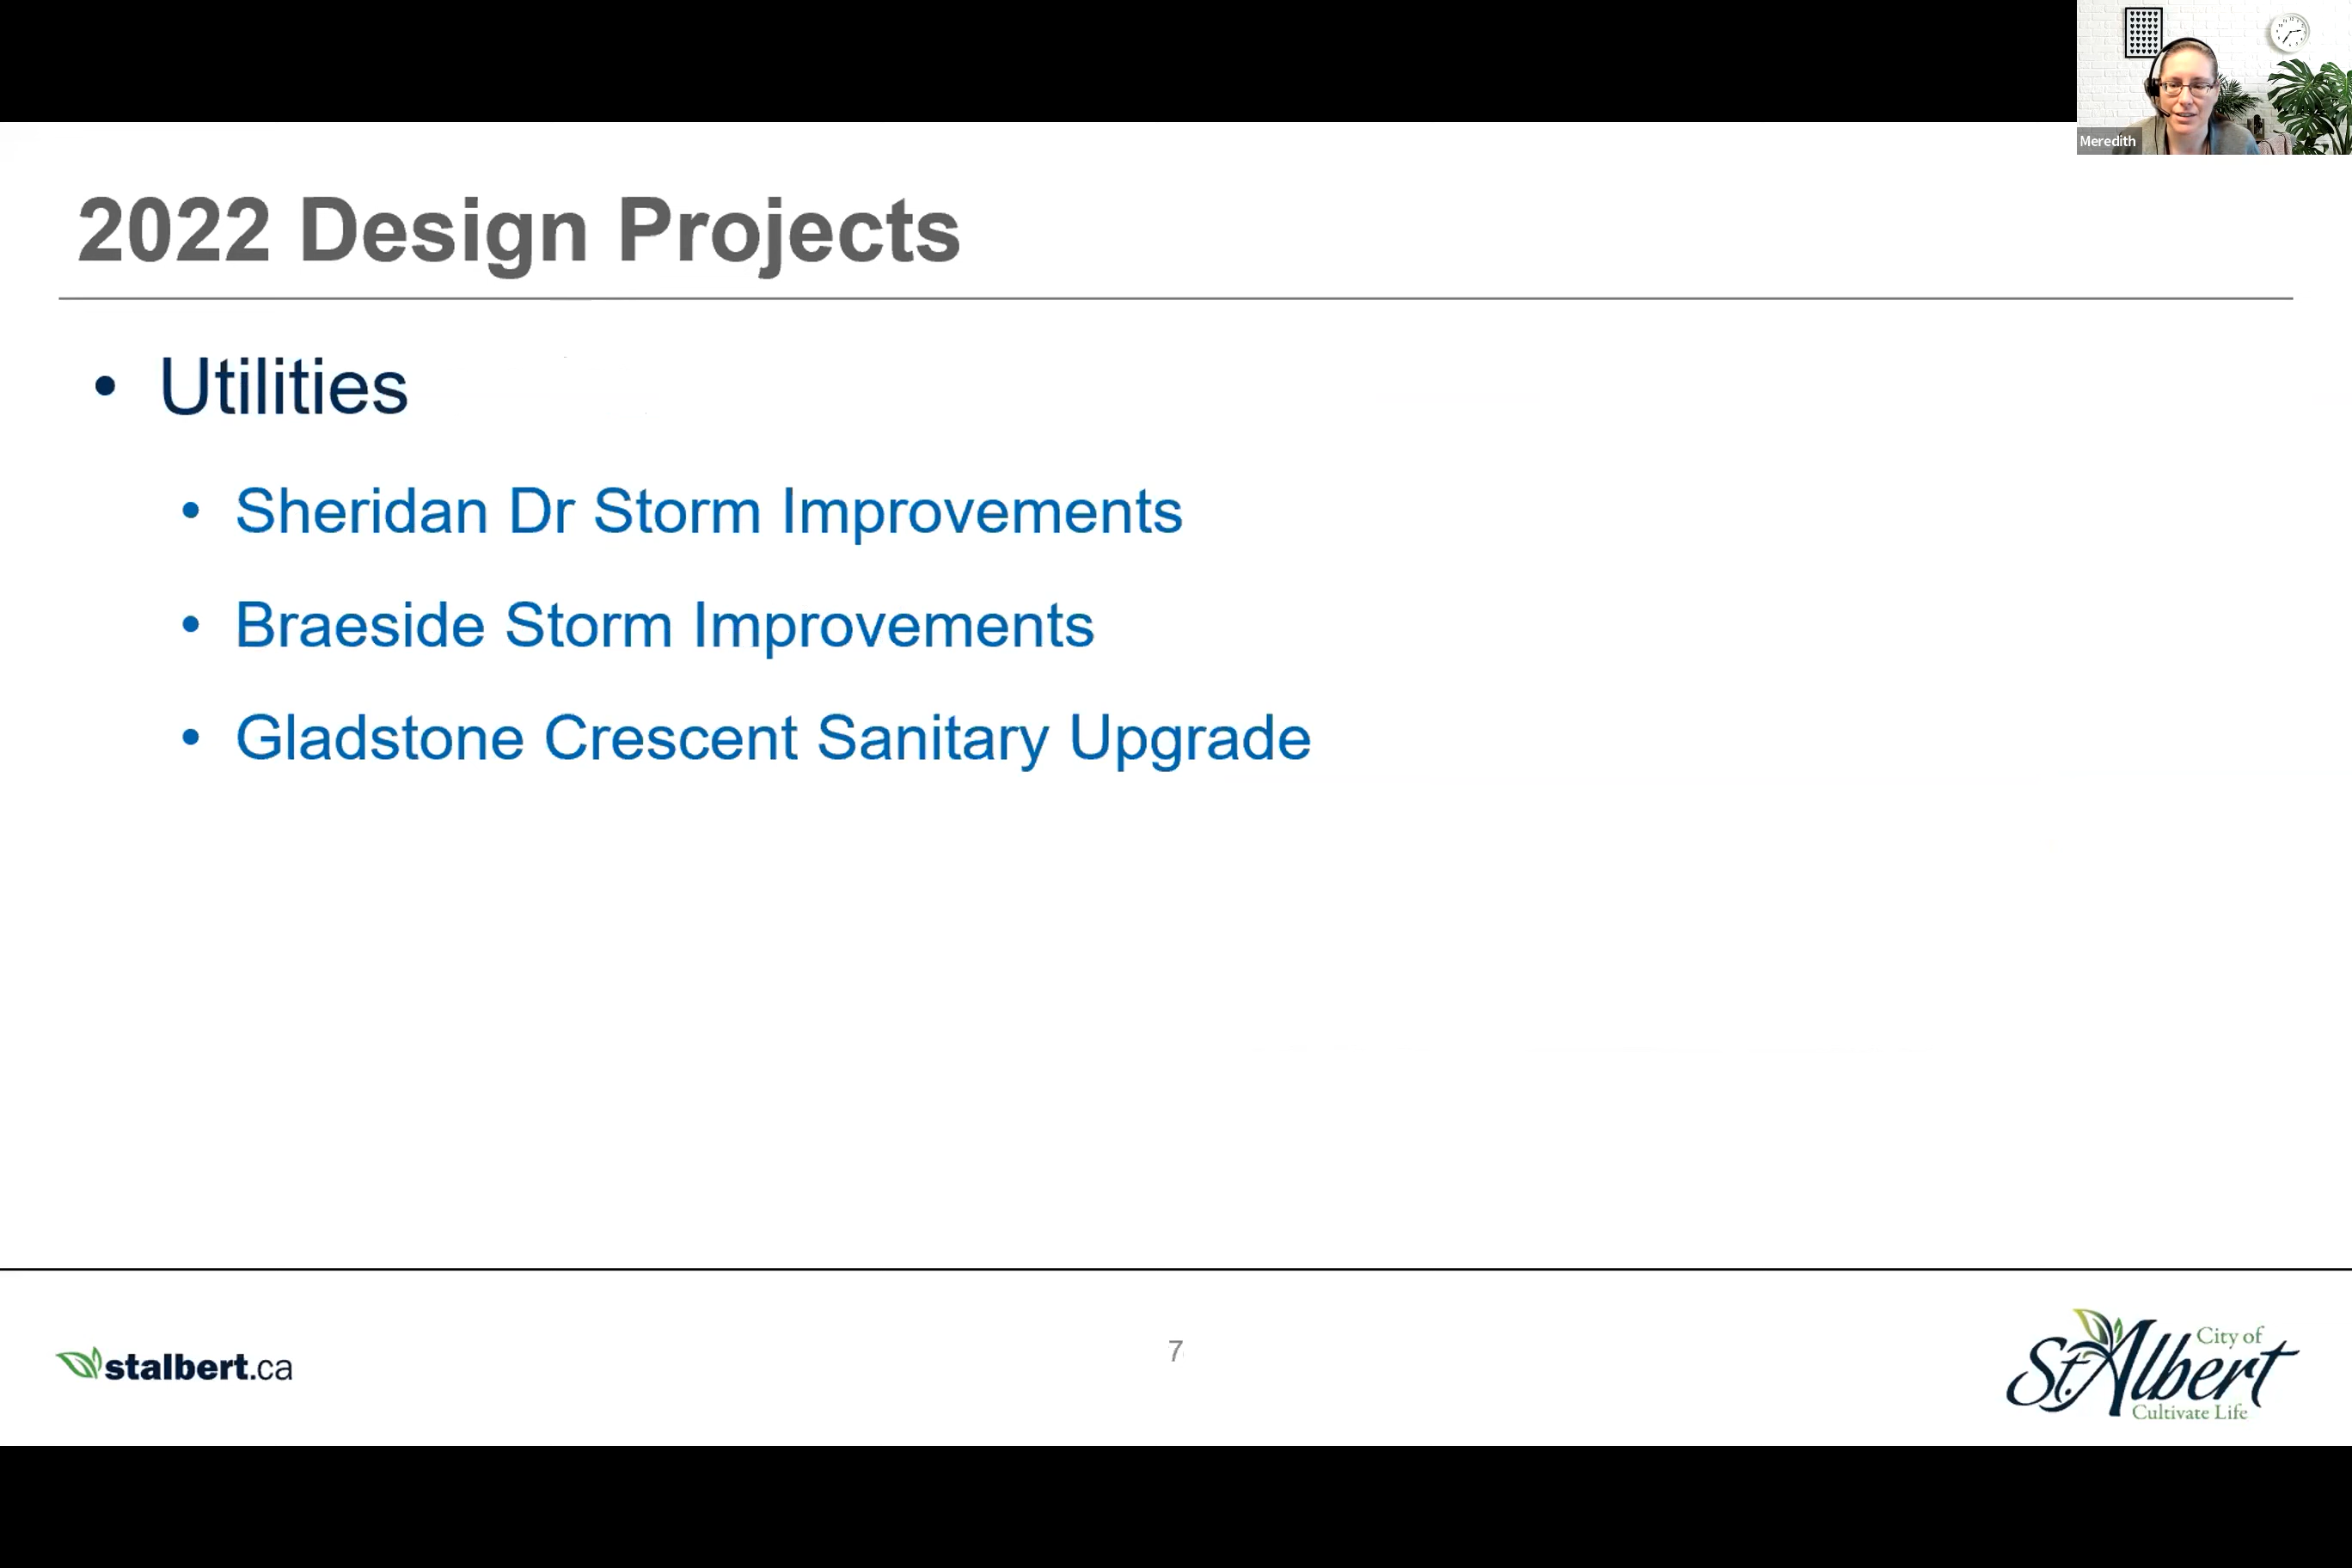 Meredith
2022 Design Projects
• Utilities
• Sheridan Dr Storm Improvements
• Braeside Storm Improvements
• Gladstone Crescent Sanitary Upgrade
stalbert.ca
7
City of
St. Albert
Cultivate Life